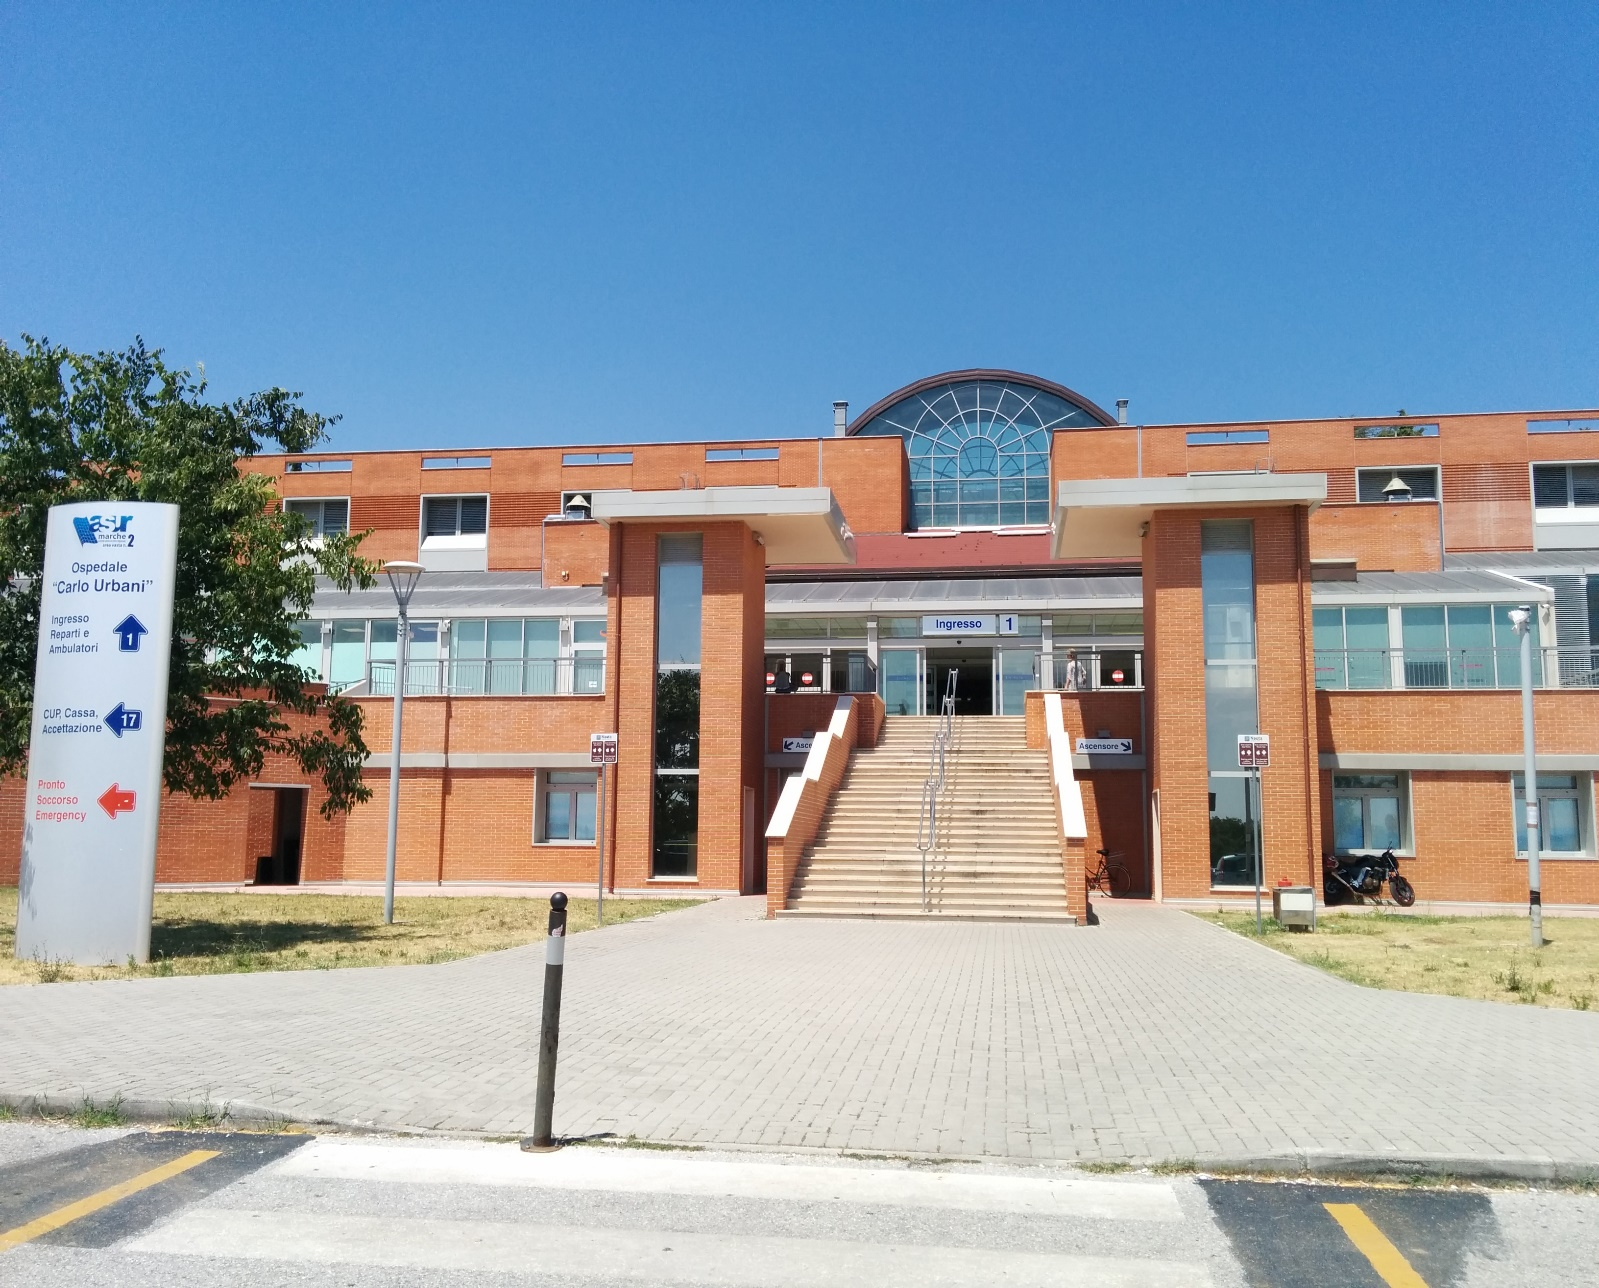 asur
marche
2
Ospedale
"Carlo Urbani"
Ingresso
Reparti e
Ambulatori
1
CUP, Cassa,
Accettazione
17
Pronto
Soccorso
Emergency
Ingresso 1
Ascensore